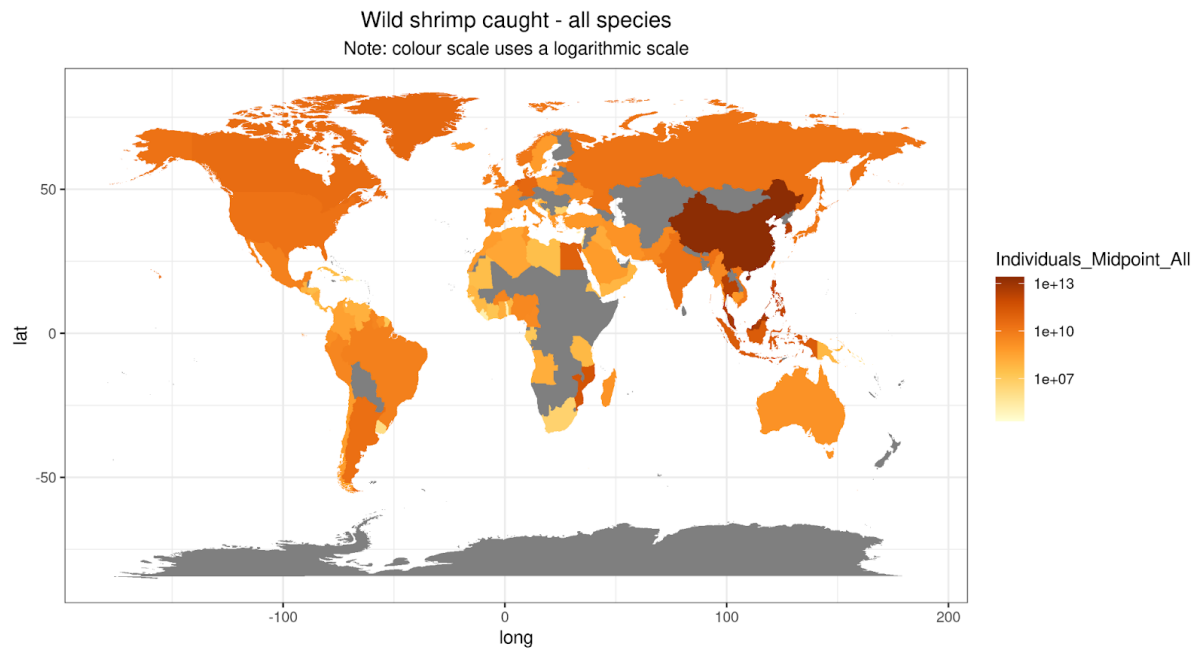 Wild shrimp caught - all species
Note: colour scale uses a logarithmic scale
50
0
-50
lat
-100
0
100
200
long
Individuals_Midpoint_All
1e+13
1e+10
1e+07